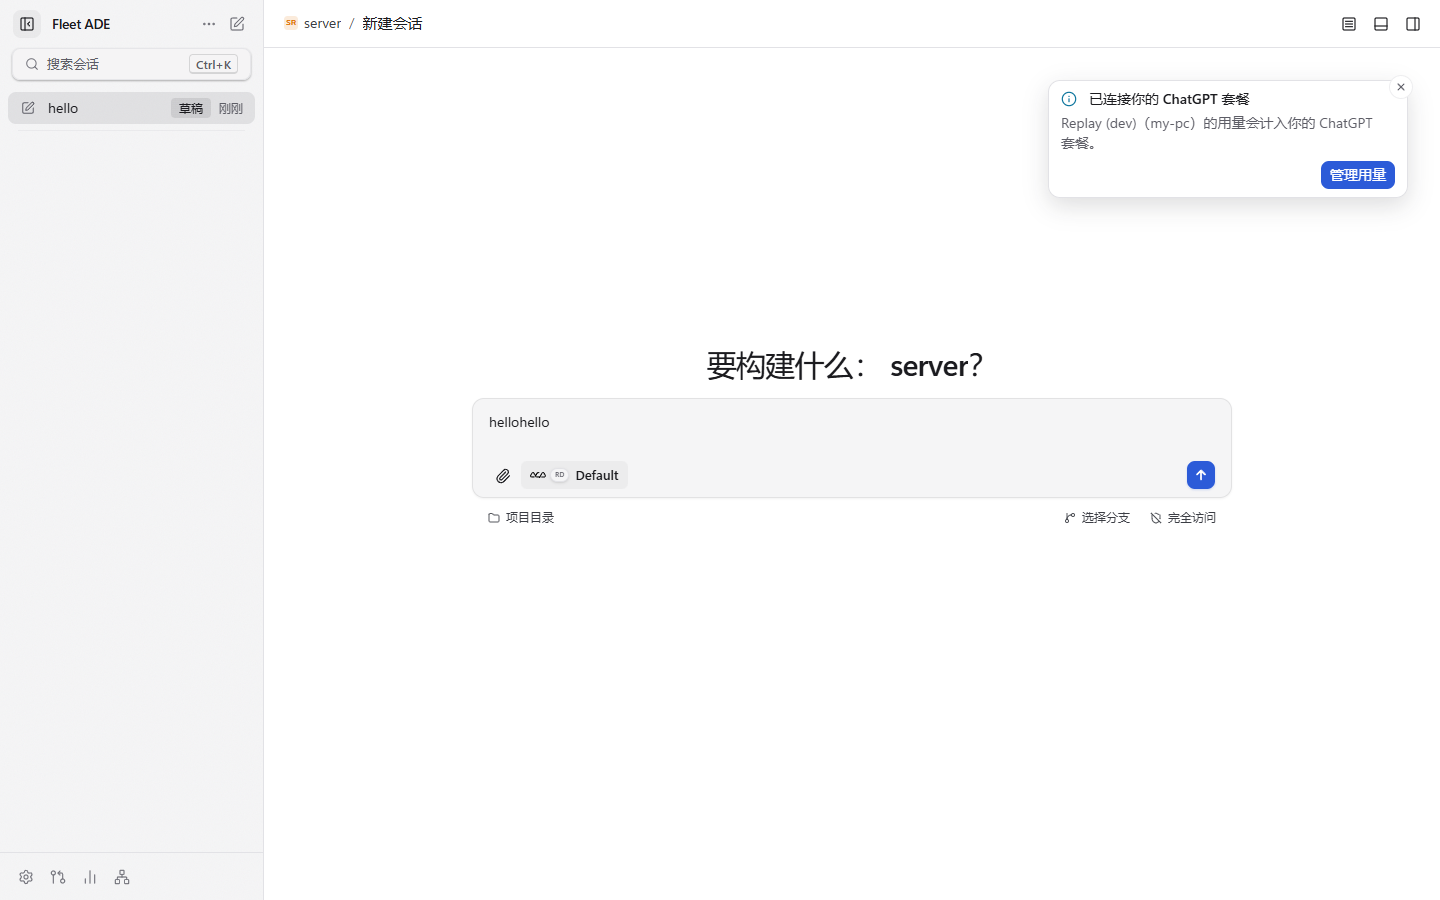 Fleet ADE
搜索会话 Ctrl+K
hello 草稿 刚刚
SR server / 新建会话
已连接你的 ChatGPT 套餐
Replay (dev)（my-pc）的用量会计入你的 ChatGPT
套餐。
管理用量
要构建什么： server？
hellohello
RD Default
项目目录 选择分支 完全访问